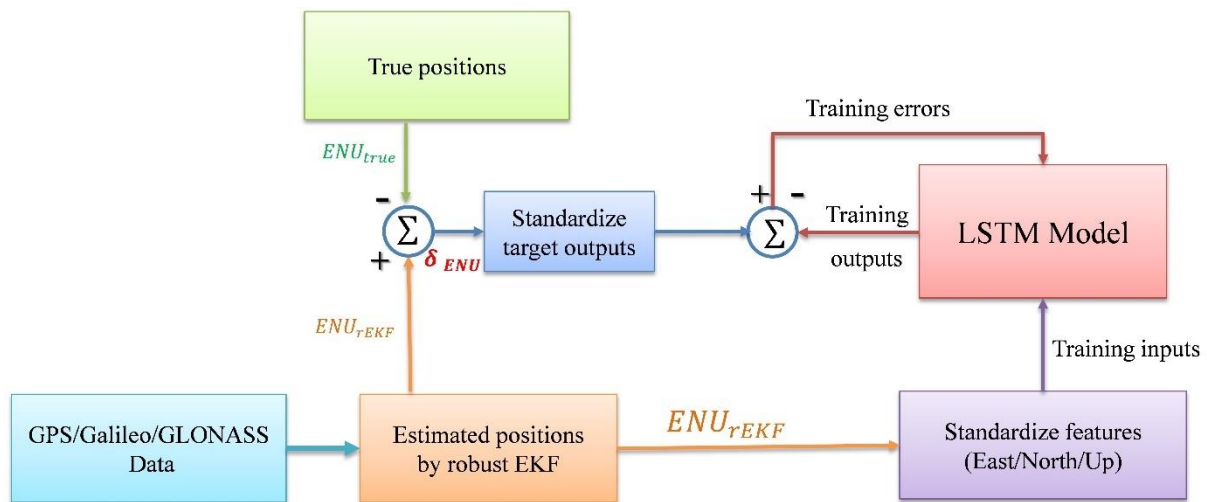 True positions
Training errors
ENU_true
-
+
-
Σ
Standardize
target outputs
Σ
Training
outputs
LSTM Model
+
δ ENU
ENU_rEKF
Training inputs
GPS/Galileo/GLONASS
Data
Estimated positions
by robust EKF
ENU_rEKF
Standardize features
(East/North/Up)